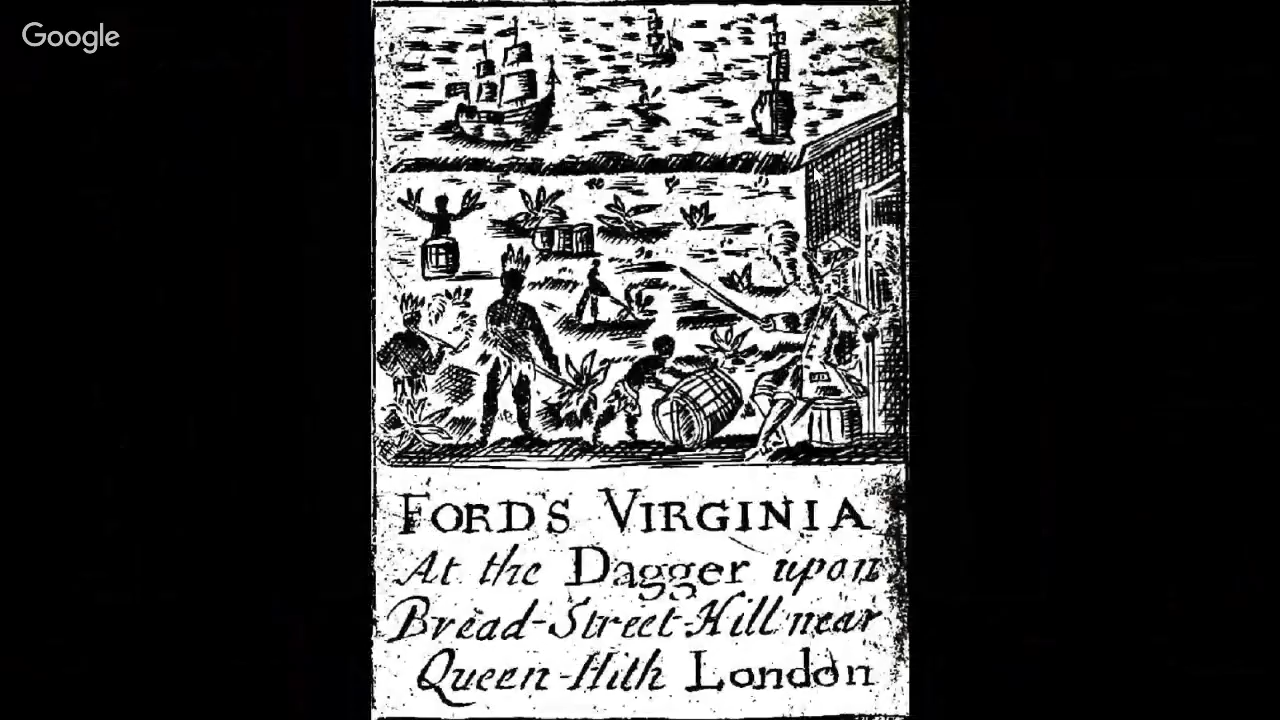 Google
FORD'S VIRGINIA
At the Dagger upon
Bread-Street-Hill near
Queen-Hith London